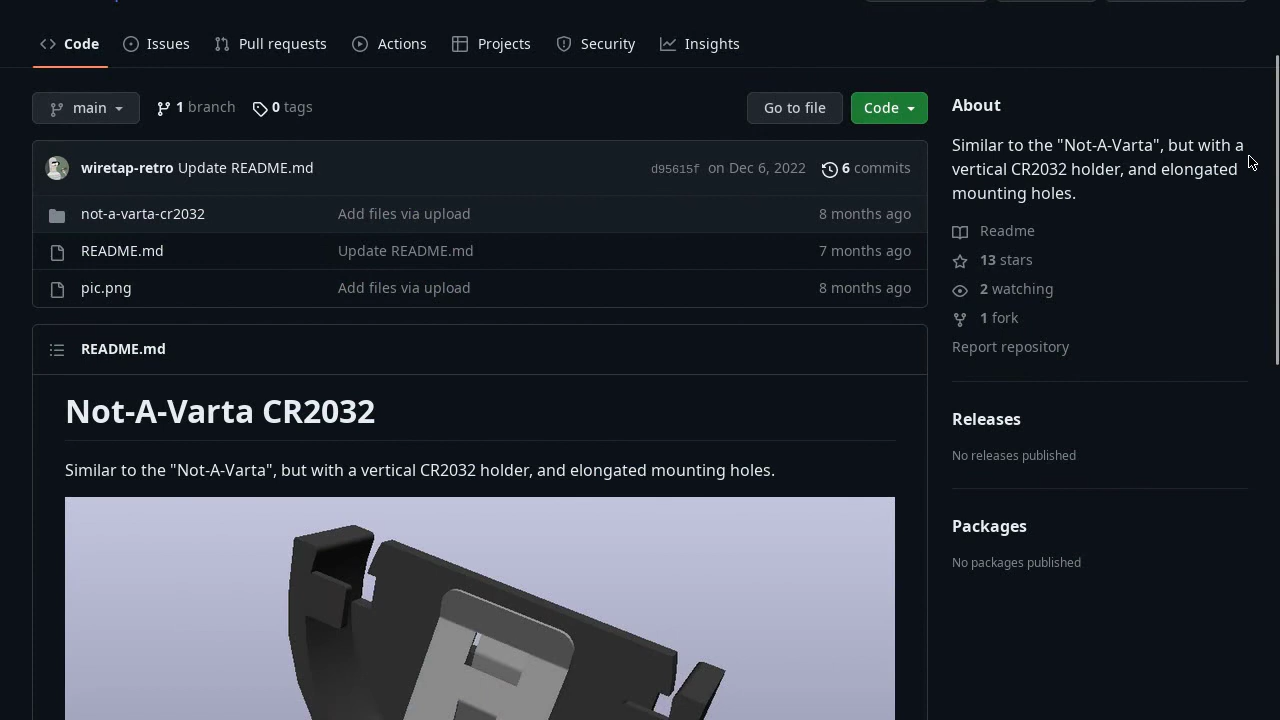 Code Issues Pull requests Actions Projects Security Insights
main 1 branch 0 tags Go to file Code
wiretap-retro Update README.md d95615f on Dec 6, 2022 6 commits
not-a-varta-cr2032 Add files via upload 8 months ago
README.md Update README.md 7 months ago
pic.png Add files via upload 8 months ago
README.md
Not-A-Varta CR2032
Similar to the "Not-A-Varta", but with a vertical CR2032 holder, and elongated mounting holes.
About
Similar to the "Not-A-Varta", but with a
vertical CR2032 holder, and elongated
mounting holes.
Readme
13 stars
2 watching
1 fork
Report repository
Releases
No releases published
Packages
No packages published